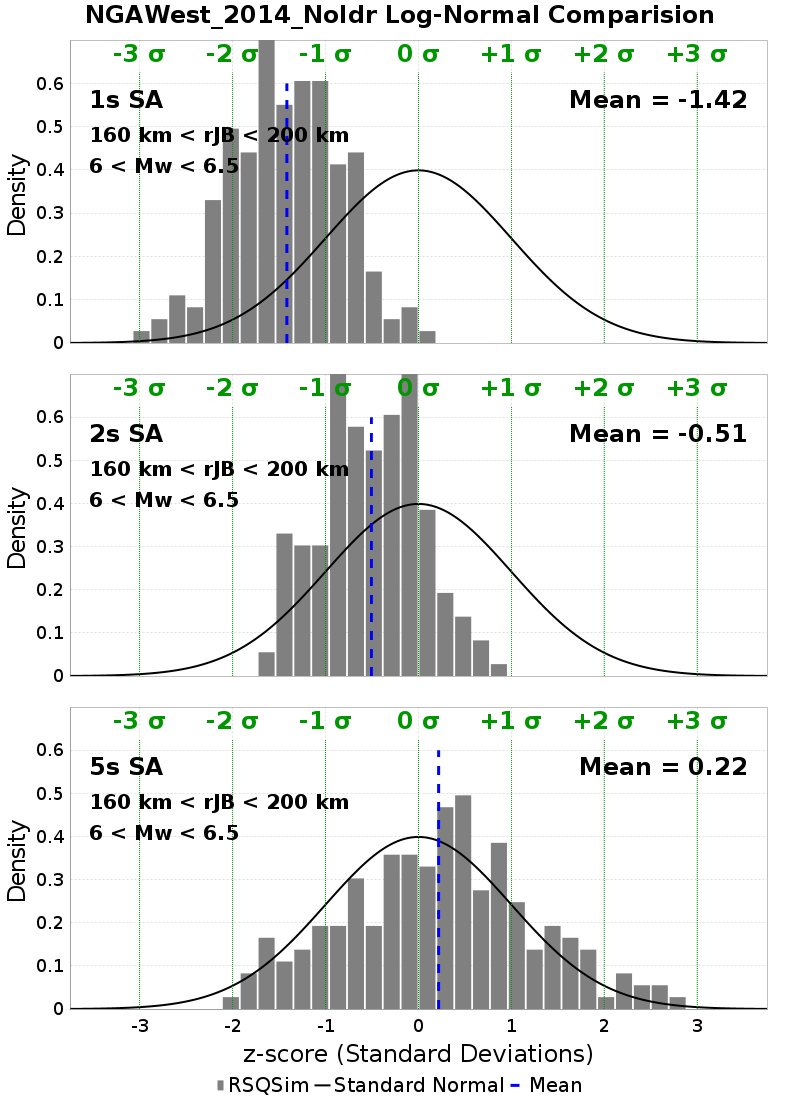 NGAWest_2014_NoIdr Log-Normal Comparision
-3 σ -2 σ -1 σ 0 σ +1 σ +2 σ +3 σ
0.6
1s SA Mean = -1.42
0.5
160 km < rJB < 200 km
6 < Mw < 6.5
0.4
0.3
0.2
0.1
0
Density
-3 σ -2 σ -1 σ 0 σ +1 σ +2 σ +3 σ
0.6
2s SA Mean = -0.51
0.5
160 km < rJB < 200 km
6 < Mw < 6.5
0.4
0.3
0.2
0.1
0
Density
-3 σ -2 σ -1 σ 0 σ +1 σ +2 σ +3 σ
0.6
5s SA Mean = 0.22
0.5
160 km < rJB < 200 km
6 < Mw < 6.5
0.4
0.3
0.2
0.1
0
Density
-3 -2 -1 0 1 2 3
z-score (Standard Deviations)
RSQSim Standard Normal Mean